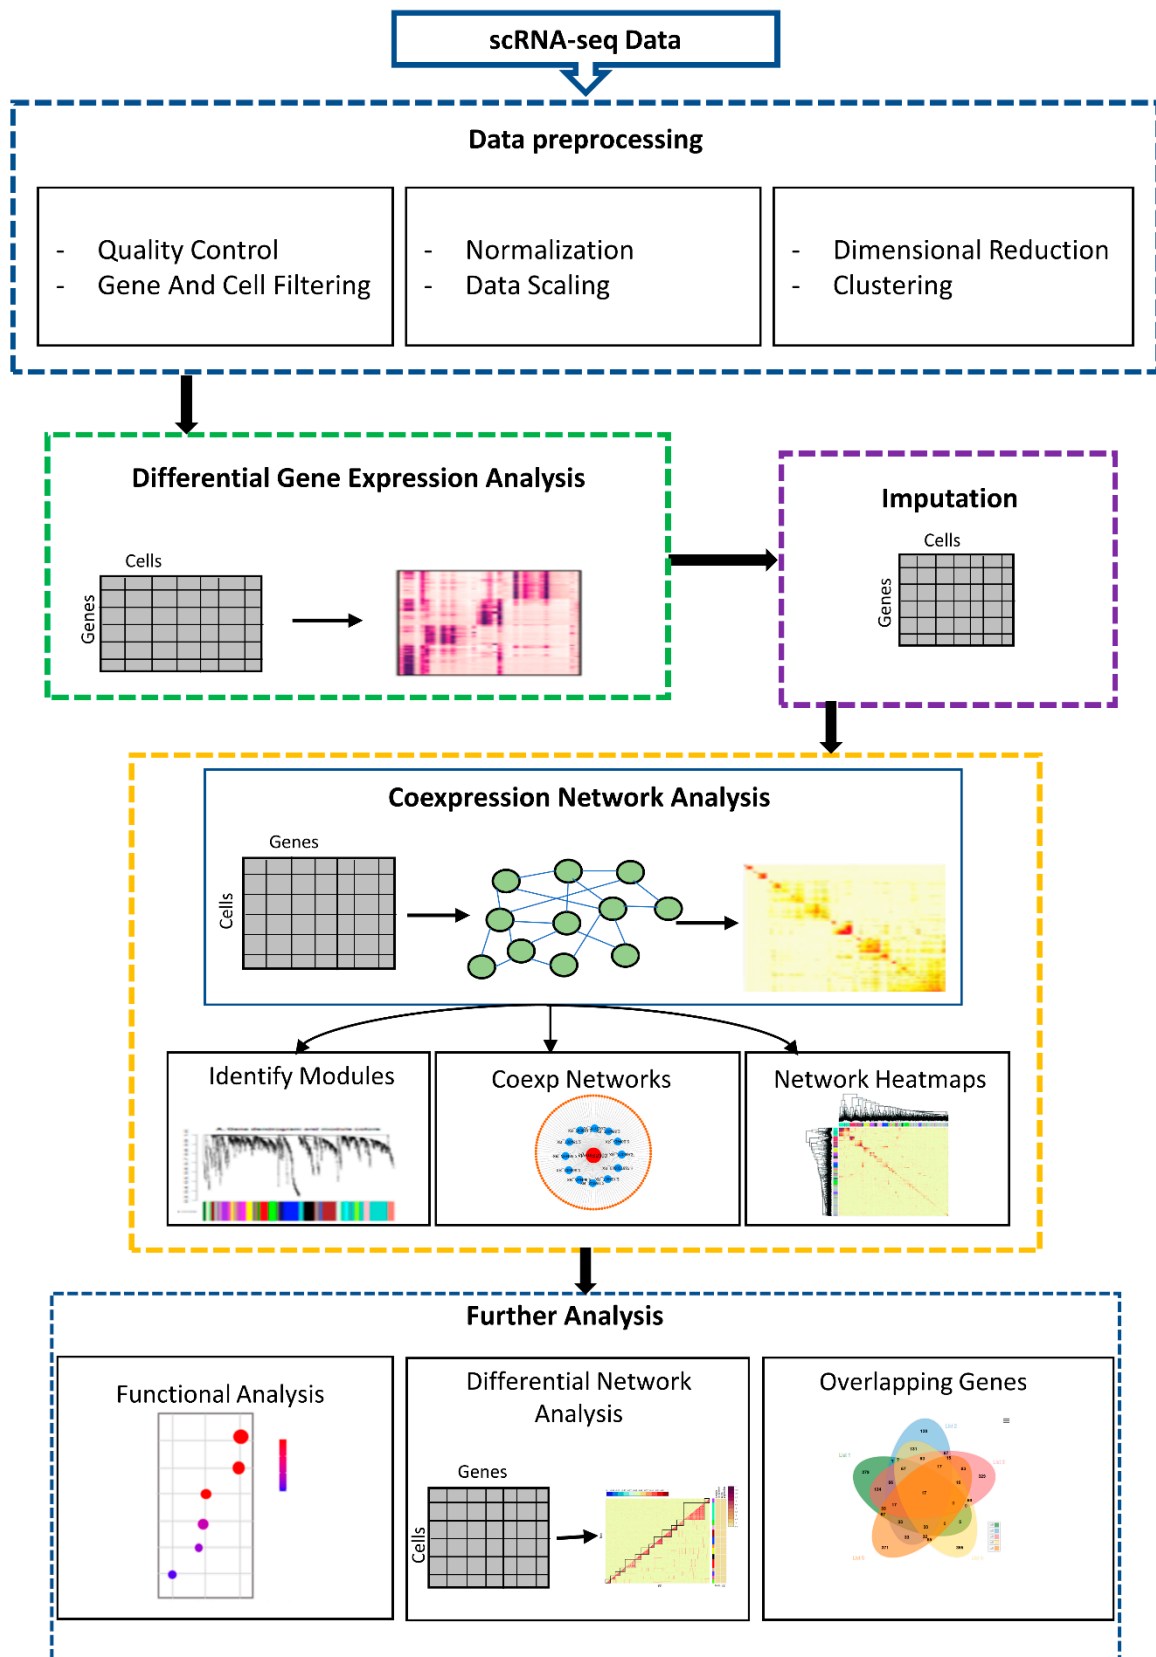 scRNA-seq Data
Data preprocessing
- Quality Control
- Gene And Cell Filtering
- Normalization
- Data Scaling
- Dimensional Reduction
- Clustering
Differential Gene Expression Analysis
Cells
Genes
Imputation
Cells
Genes
Coexpression Network Analysis
Genes
Cells
Identify Modules
Coexp Networks
Network Heatmaps
Further Analysis
Functional Analysis
Differential Network
Analysis
Genes
Cells
Overlapping Genes